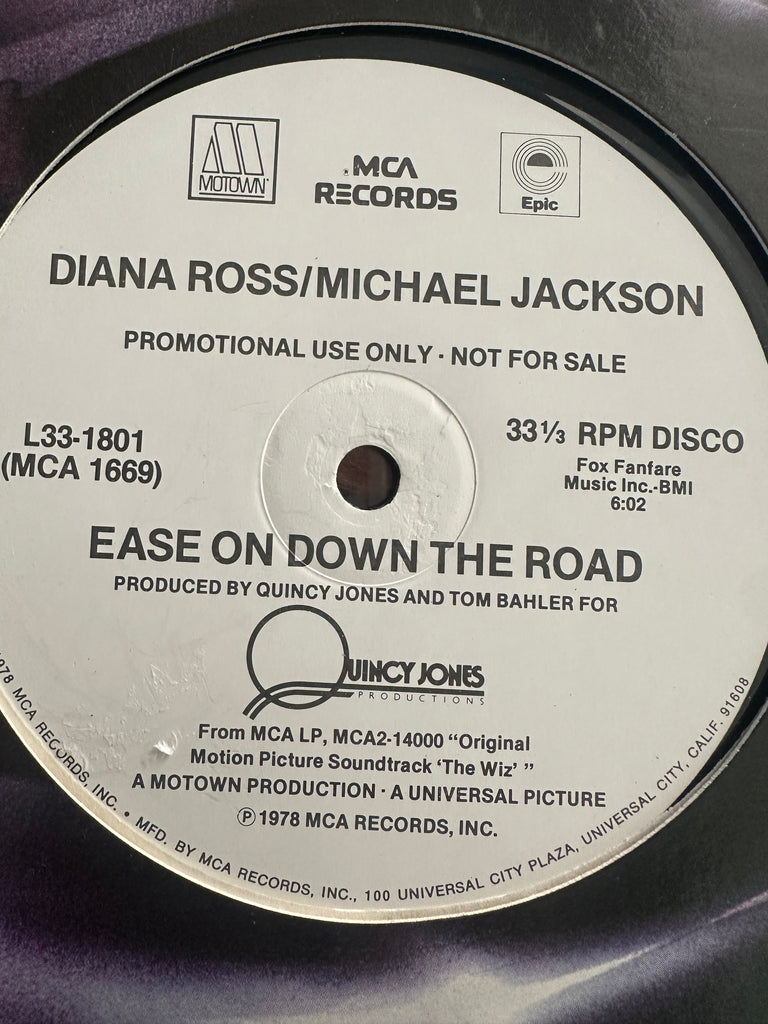 MOTOWN
MCA
RECORDS
Epic
DIANA ROSS/MICHAEL JACKSON
PROMOTIONAL USE ONLY · NOT FOR SALE
L33-1801
(MCA 1669)
33⅓ RPM DISCO
Fox Fanfare
Music Inc.-BMI
6:02
EASE ON DOWN THE ROAD
PRODUCED BY QUINCY JONES AND TOM BAHLER FOR
QUINCY JONES
PRODUCTIONS
From MCA LP, MCA2-14000 “Original
Motion Picture Soundtrack ‘The Wiz’ ”
A MOTOWN PRODUCTION · A UNIVERSAL PICTURE
Ⓟ 1978 MCA RECORDS, INC.
1978 MCA RECORDS, INC. • MFD. BY MCA RECORDS, INC., 100 UNIVERSAL CITY PLAZA, UNIVERSAL CITY, CALIF. 91608